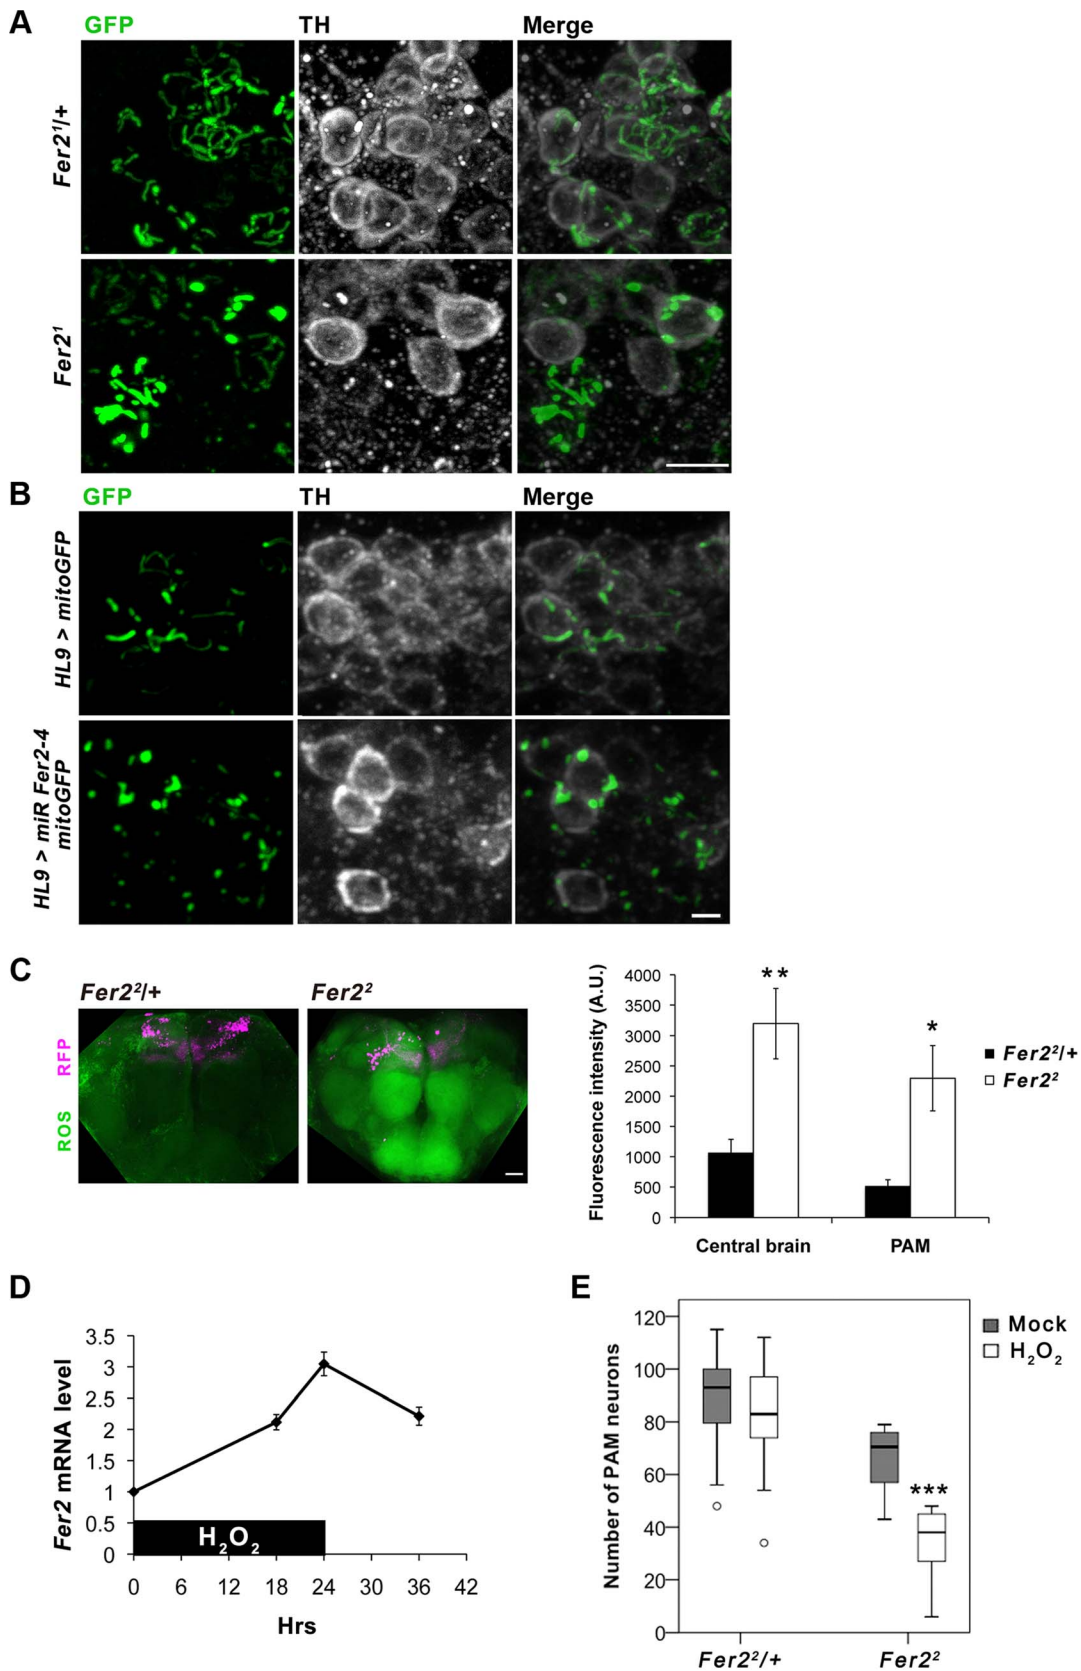 A
GFP TH Merge
Fer2¹/+
Fer2¹
B
GFP TH Merge
HL9 > mitoGFP
HL9 > miR Fer2-4
mitoGFP
C
Fer2²/+ Fer2²
RFP
ROS
Fluorescence intensity (A.U.)
4000
3500
3000
2500
2000
1500
1000
500
0
**
*
Central brain PAM
Fer2²/+
Fer2²
D
Fer2 mRNA level
3.5
3
2.5
2
1.5
1
0.5
0
H₂O₂
0 6 12 18 24 30 36 42
Hrs
E
Number of PAM neurons
120
100
80
60
40
20
0
***
Mock
H₂O₂
Fer2²/+ Fer2²